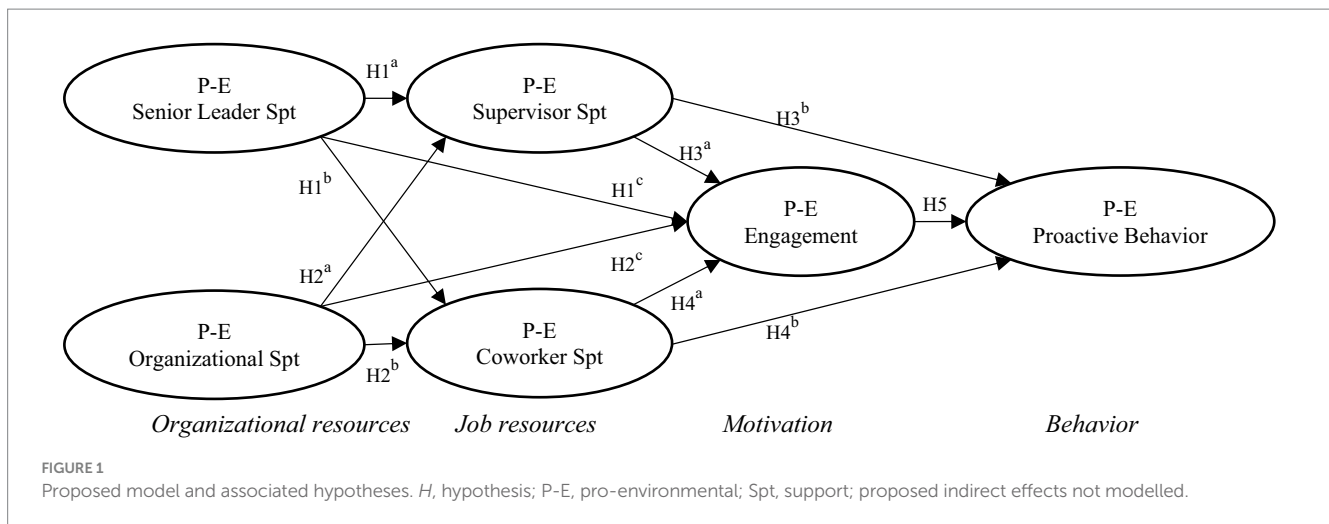 P-E
Senior Leader Spt
H1a
P-E
Supervisor Spt
H3b
H3a
H1b
H1c
P-E
Engagement
H5
P-E
Proactive Behavior
H2a
H2c
P-E
Organizational Spt
H2b
P-E
Coworker Spt
H4a
H4b
Organizational resources
Job resources
Motivation
Behavior
FIGURE 1
Proposed model and associated hypotheses. H, hypothesis; P-E, pro-environmental; Spt, support; proposed indirect effects not modelled.